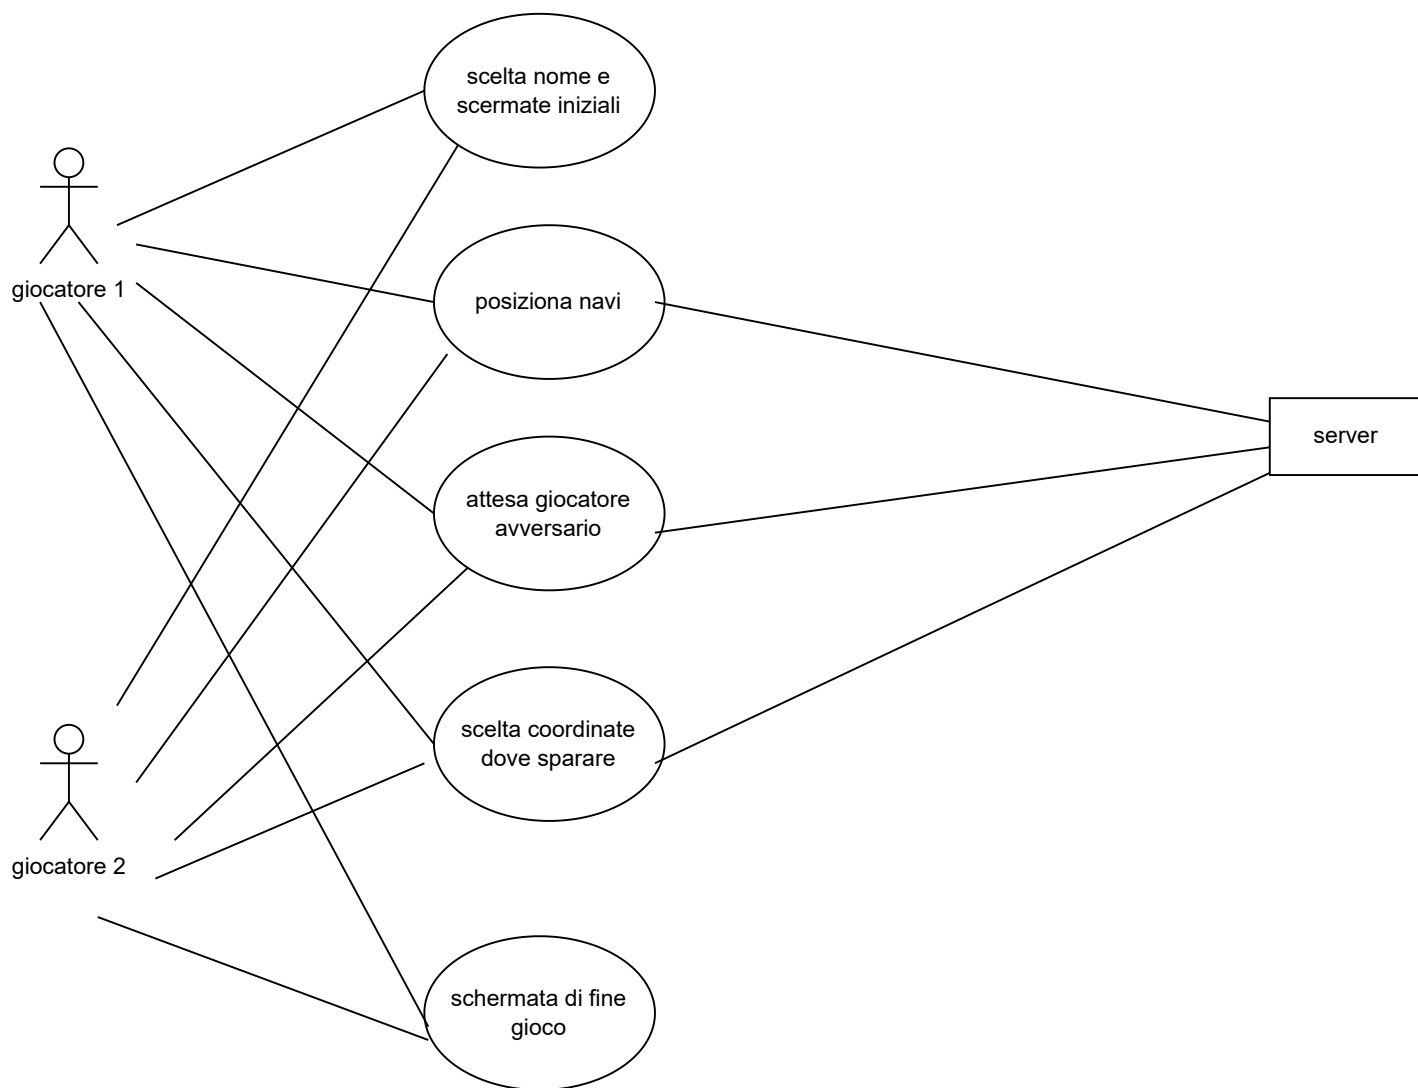 scelta nome e
scermate iniziali
giocatore 1
posiziona navi
server
attesa giocatore
avversario
scelta coordinate
dove sparare
giocatore 2
schermata di fine
gioco